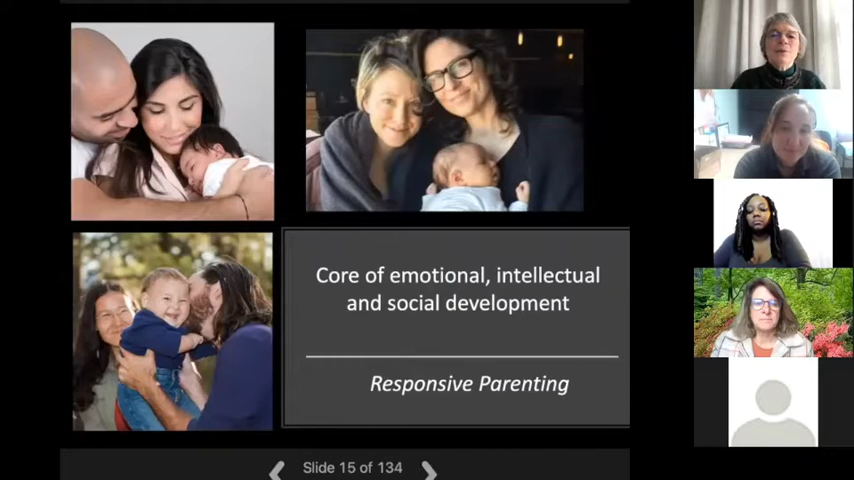 Core of emotional, intellectual
and social development
Responsive Parenting
Slide 15 of 134